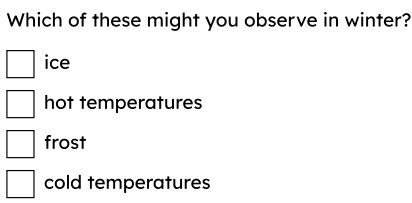 Which of these might you observe in winter?
ice
hot temperatures
frost
cold temperatures